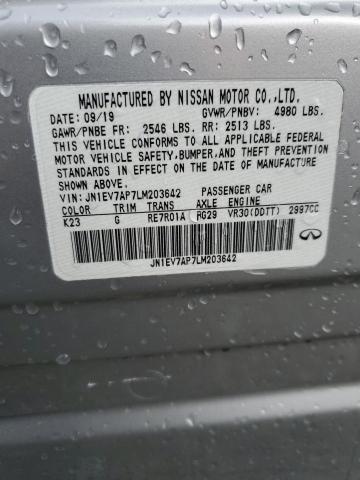 MANUFACTURED BY NISSAN MOTOR CO.,LTD.
DATE: 09/19 GVWR/PNBV: 4980 LBS.
GAWR/PNBE FR: 2546 LBS. RR: 2513 LBS.
THIS VEHICLE CONFORMS TO ALL APPLICABLE FEDERAL
MOTOR VEHICLE SAFETY, BUMPER, AND THEFT PREVENTION
STANDARDS IN EFFECT ON THE DATE OF MANUFACTURE
SHOWN ABOVE.
VIN: JN1EV7AP7LM203642 PASSENGER CAR
COLOR TRIM TRANS AXLE ENGINE
K23 G RE7R01A RG29 VR30(DDTT) 2997CC
JN1EV7AP7LM203642